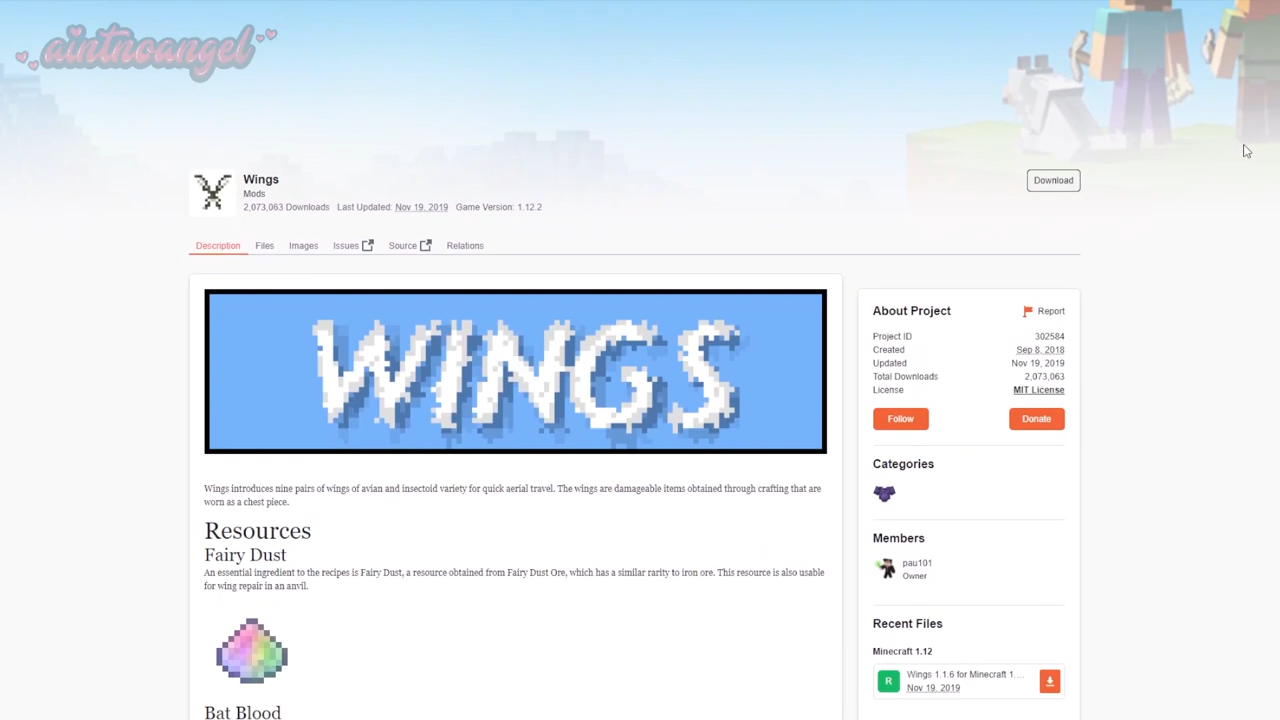 aintnoangel
Wings
Mods
2,073,063 Downloads Last Updated: Nov 19, 2019 Game Version: 1.12.2
Download
Description Files Images Issues Source Relations
WINGS
Wings introduces nine pairs of wings of avian and insectoid variety for quick aerial travel. The wings are damageable items obtained through crafting that are
worn as a chest piece.
Resources
Fairy Dust
An essential ingredient to the recipes is Fairy Dust, a resource obtained from Fairy Dust Ore, which has a similar rarity to iron ore. This resource is also usable
for wing repair in an anvil.
Bat Blood
About Project Report
Project ID 302584
Created Sep 8, 2018
Updated Nov 19, 2019
Total Downloads 2,073,063
License MIT License
Follow Donate
Categories
Members
pau101
Owner
Recent Files
Minecraft 1.12
R Wings 1.1.6 for Minecraft 1....
Nov 19, 2019